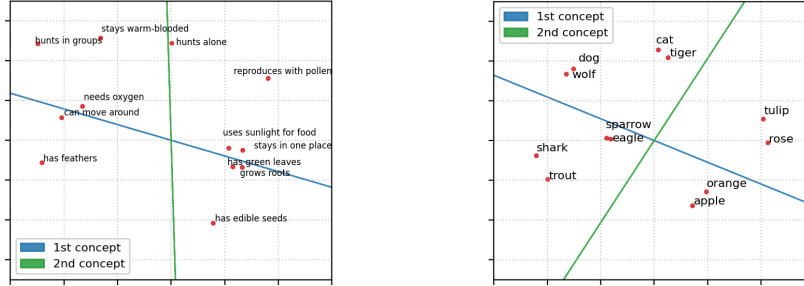 stays warm-blooded
hunts in groups
hunts alone
reproduces with pollen
needs oxygen
can move around
uses sunlight for food
stays in one place
has feathers
has green leaves
grows roots
has edible seeds
1st concept
2nd concept
1st concept
2nd concept
cat
tiger
dog
wolf
tulip
sparrow
eagle
rose
shark
trout
orange
apple